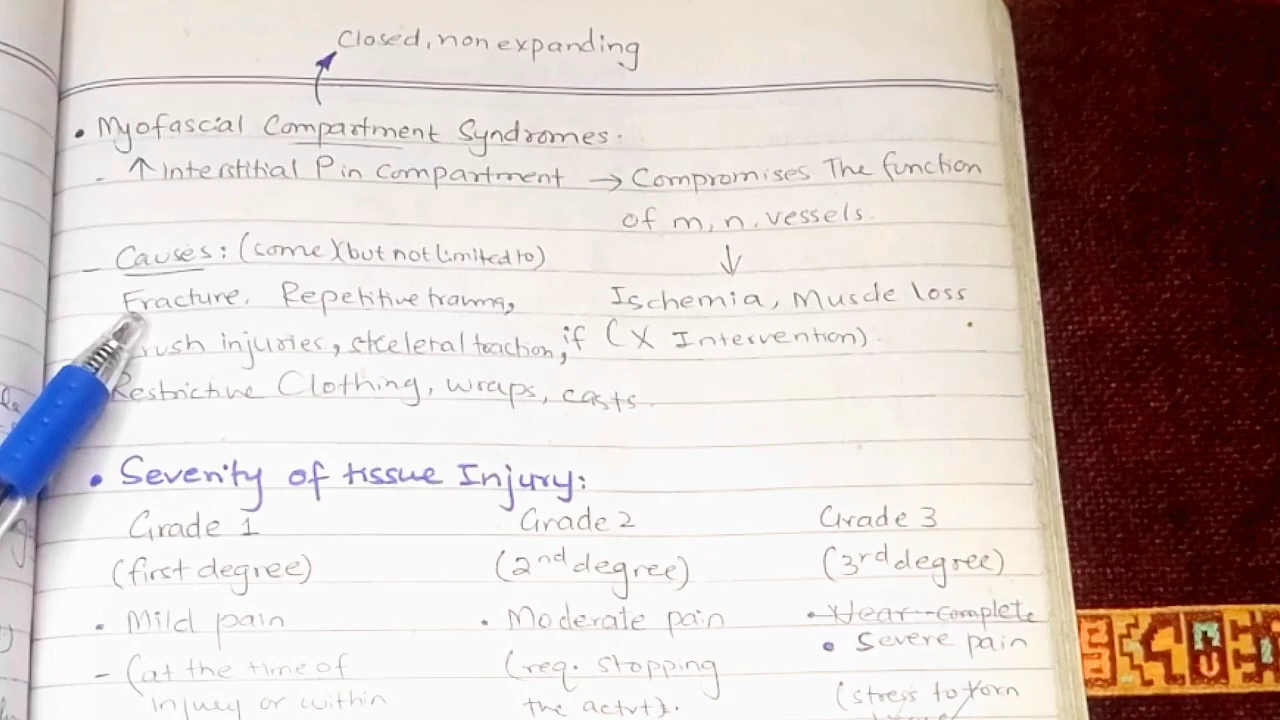 Closed, non expanding
• Myofascial Compartment Syndromes.
- ↑ Interstitial P in compartment → Compromises The function
of m, n, vessels.
↓
- Causes: (some)(but not limited to)
Fracture, Repetitive trauma,
Ischemia, Muscle loss
rush injuries, skeletal traction,
if (X Intervention).
Restrictive Clothing, wraps, casts.
• Severity of tissue Injury:
Grade 1 Grade 2 Grade 3
(first degree) (2nd degree) (3rd degree)
• Mild pain • Moderate pain
• complete
• Severe pain
- (at the time of (req. stopping
injury or within the actvt).
(stress to torn